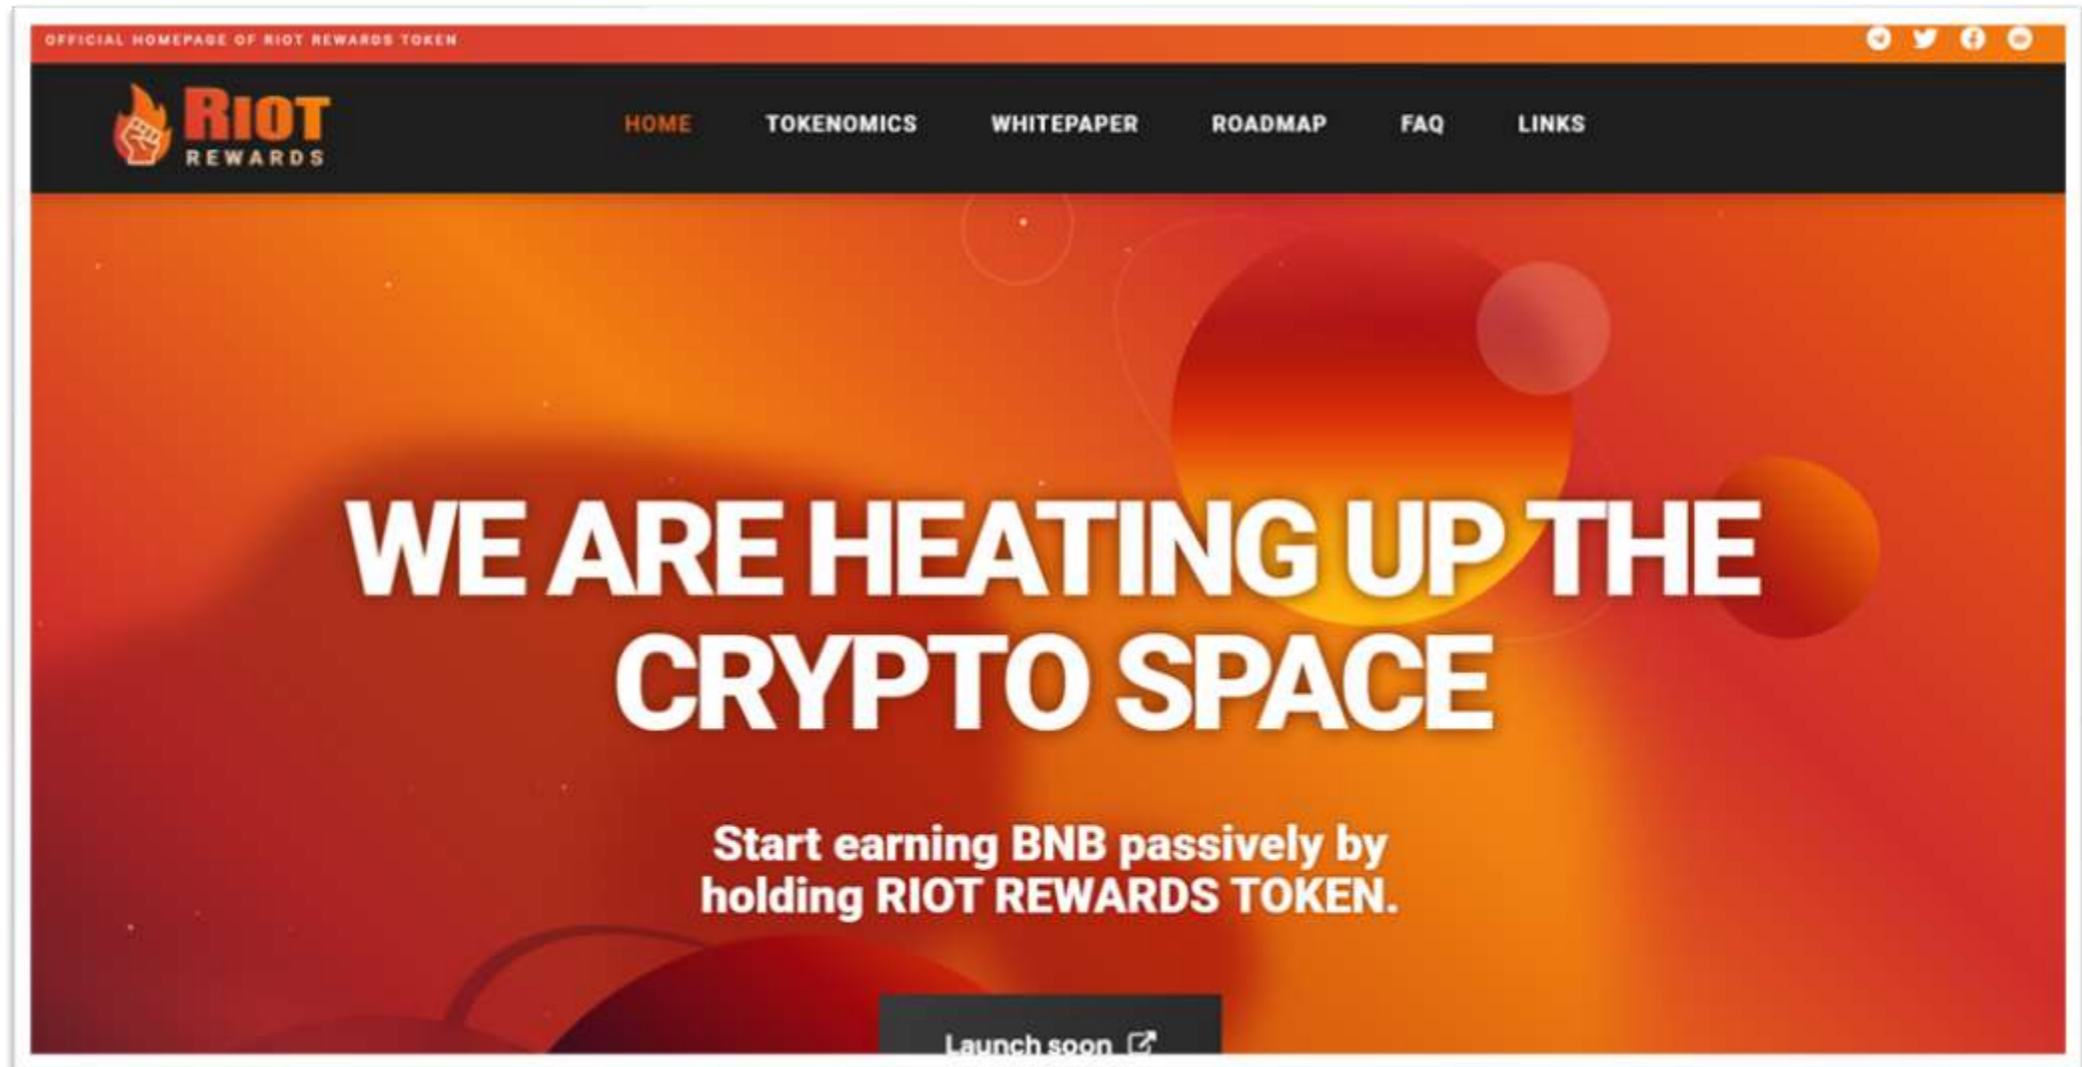 OFFICIAL HOMEPAGE OF RIOT REWARDS TOKEN
RIOT
REWARDS
HOME TOKENOMICS WHITEPAPER ROADMAP FAQ LINKS
WE ARE HEATING UP THE
CRYPTO SPACE
Start earning BNB passively by
holding RIOT REWARDS TOKEN.
Launch soon